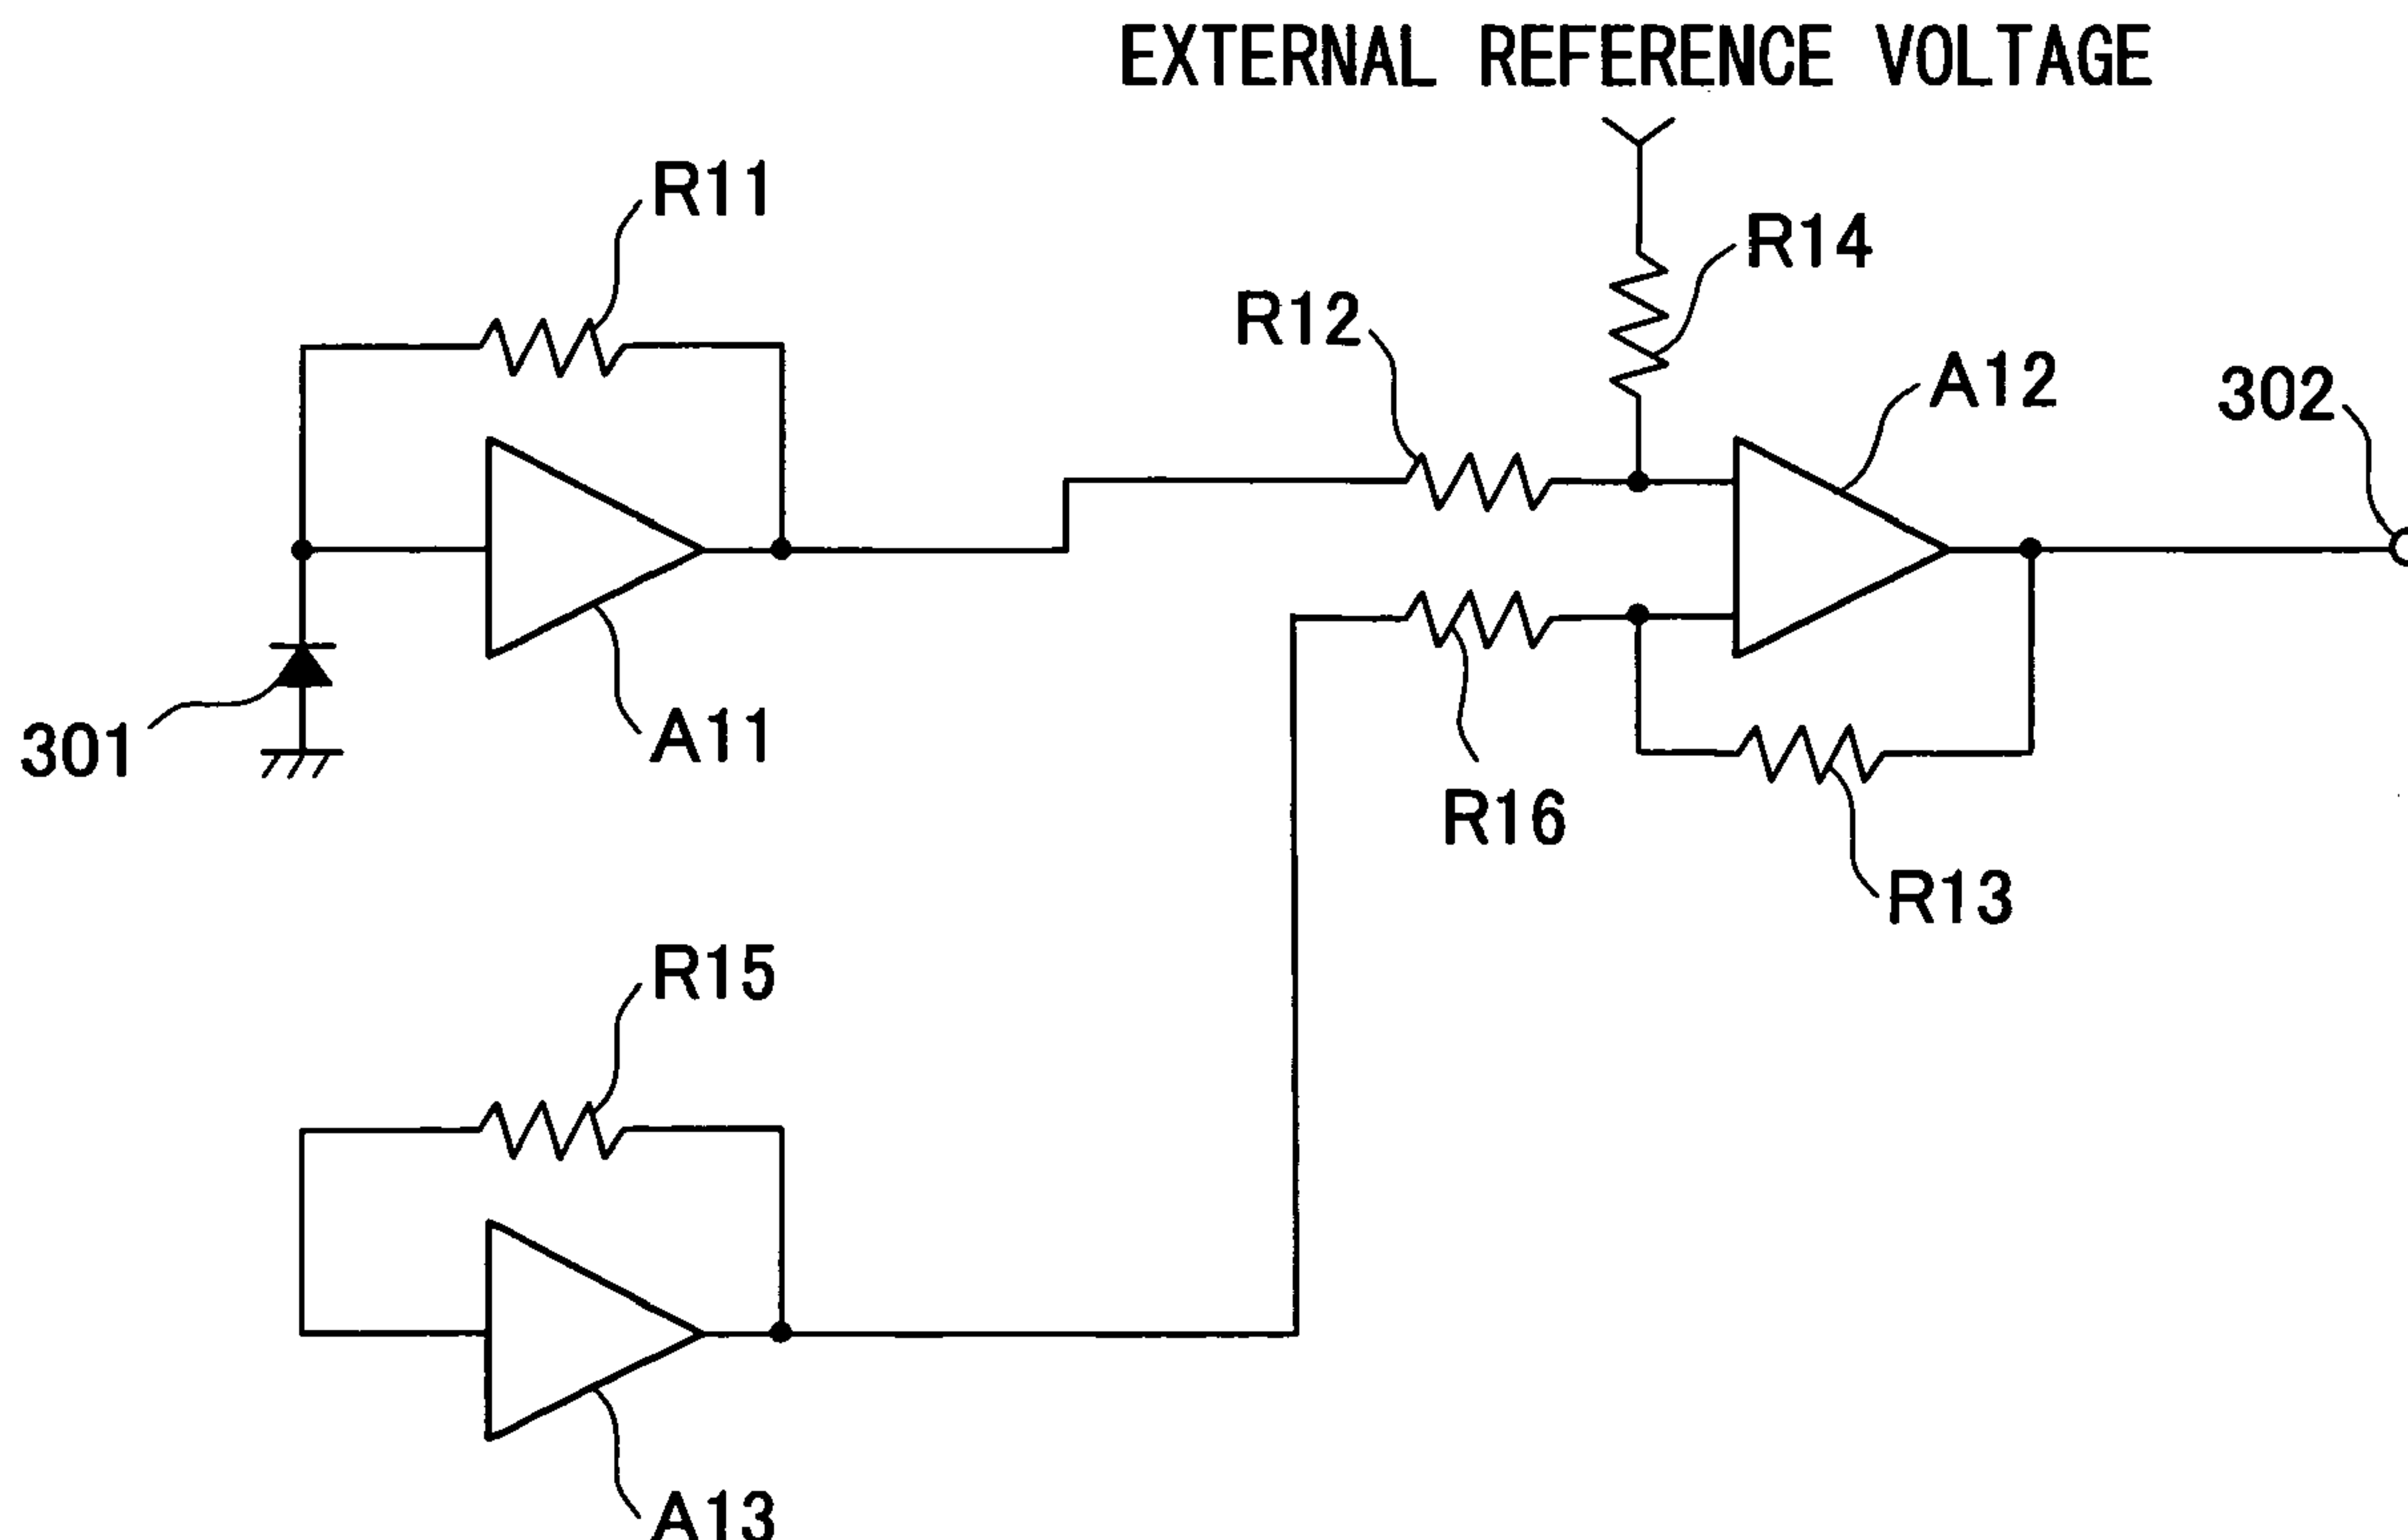 EXTERNAL REFERENCE VOLTAGE
R11
R14
R12
A12
302
301
A11
R16
R13
R15
A13